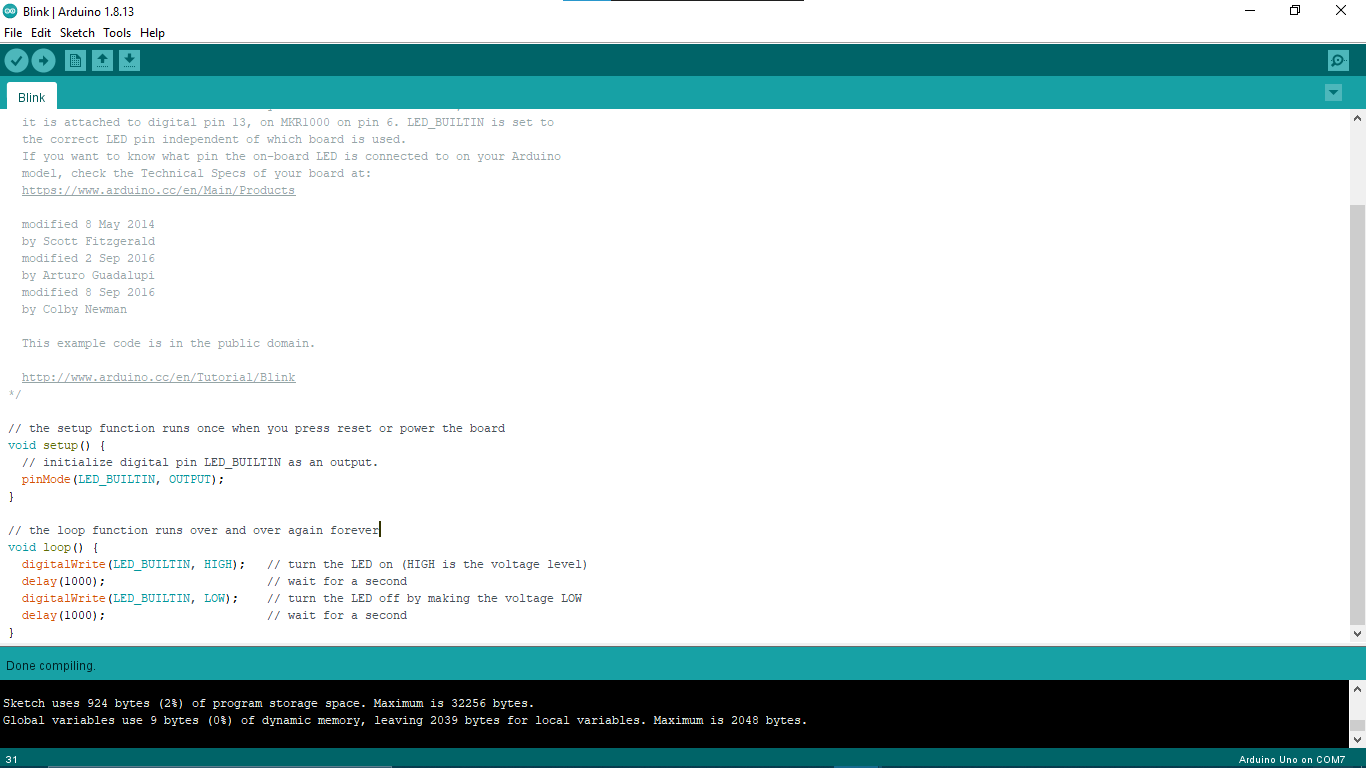 Blink | Arduino 1.8.13
File Edit Sketch Tools Help
Blink
it is attached to digital pin 13, on MKR1000 on pin 6. LED_BUILTIN is set to
the correct LED pin independent of which board is used.
If you want to know what pin the on-board LED is connected to on your Arduino
model, check the Technical Specs of your board at:
https://www.arduino.cc/en/Main/Products
modified 8 May 2014
by Scott Fitzgerald
modified 2 Sep 2016
by Arturo Guadalupi
modified 8 Sep 2016
by Colby Newman
This example code is in the public domain.
http://www.arduino.cc/en/Tutorial/Blink
*/
// the setup function runs once when you press reset or power the board
void setup() {
// initialize digital pin LED_BUILTIN as an output.
pinMode(LED_BUILTIN, OUTPUT);
}
// the loop function runs over and over again forever
void loop() {
digitalWrite(LED_BUILTIN, HIGH);   // turn the LED on (HIGH is the voltage level)
delay(1000);                       // wait for a second
digitalWrite(LED_BUILTIN, LOW);    // turn the LED off by making the voltage LOW
delay(1000);                       // wait for a second
}
Done compiling.
Sketch uses 924 bytes (2%) of program storage space. Maximum is 32256 bytes.
Global variables use 9 bytes (0%) of dynamic memory, leaving 2039 bytes for local variables. Maximum is 2048 bytes.
31 Arduino Uno on COM7